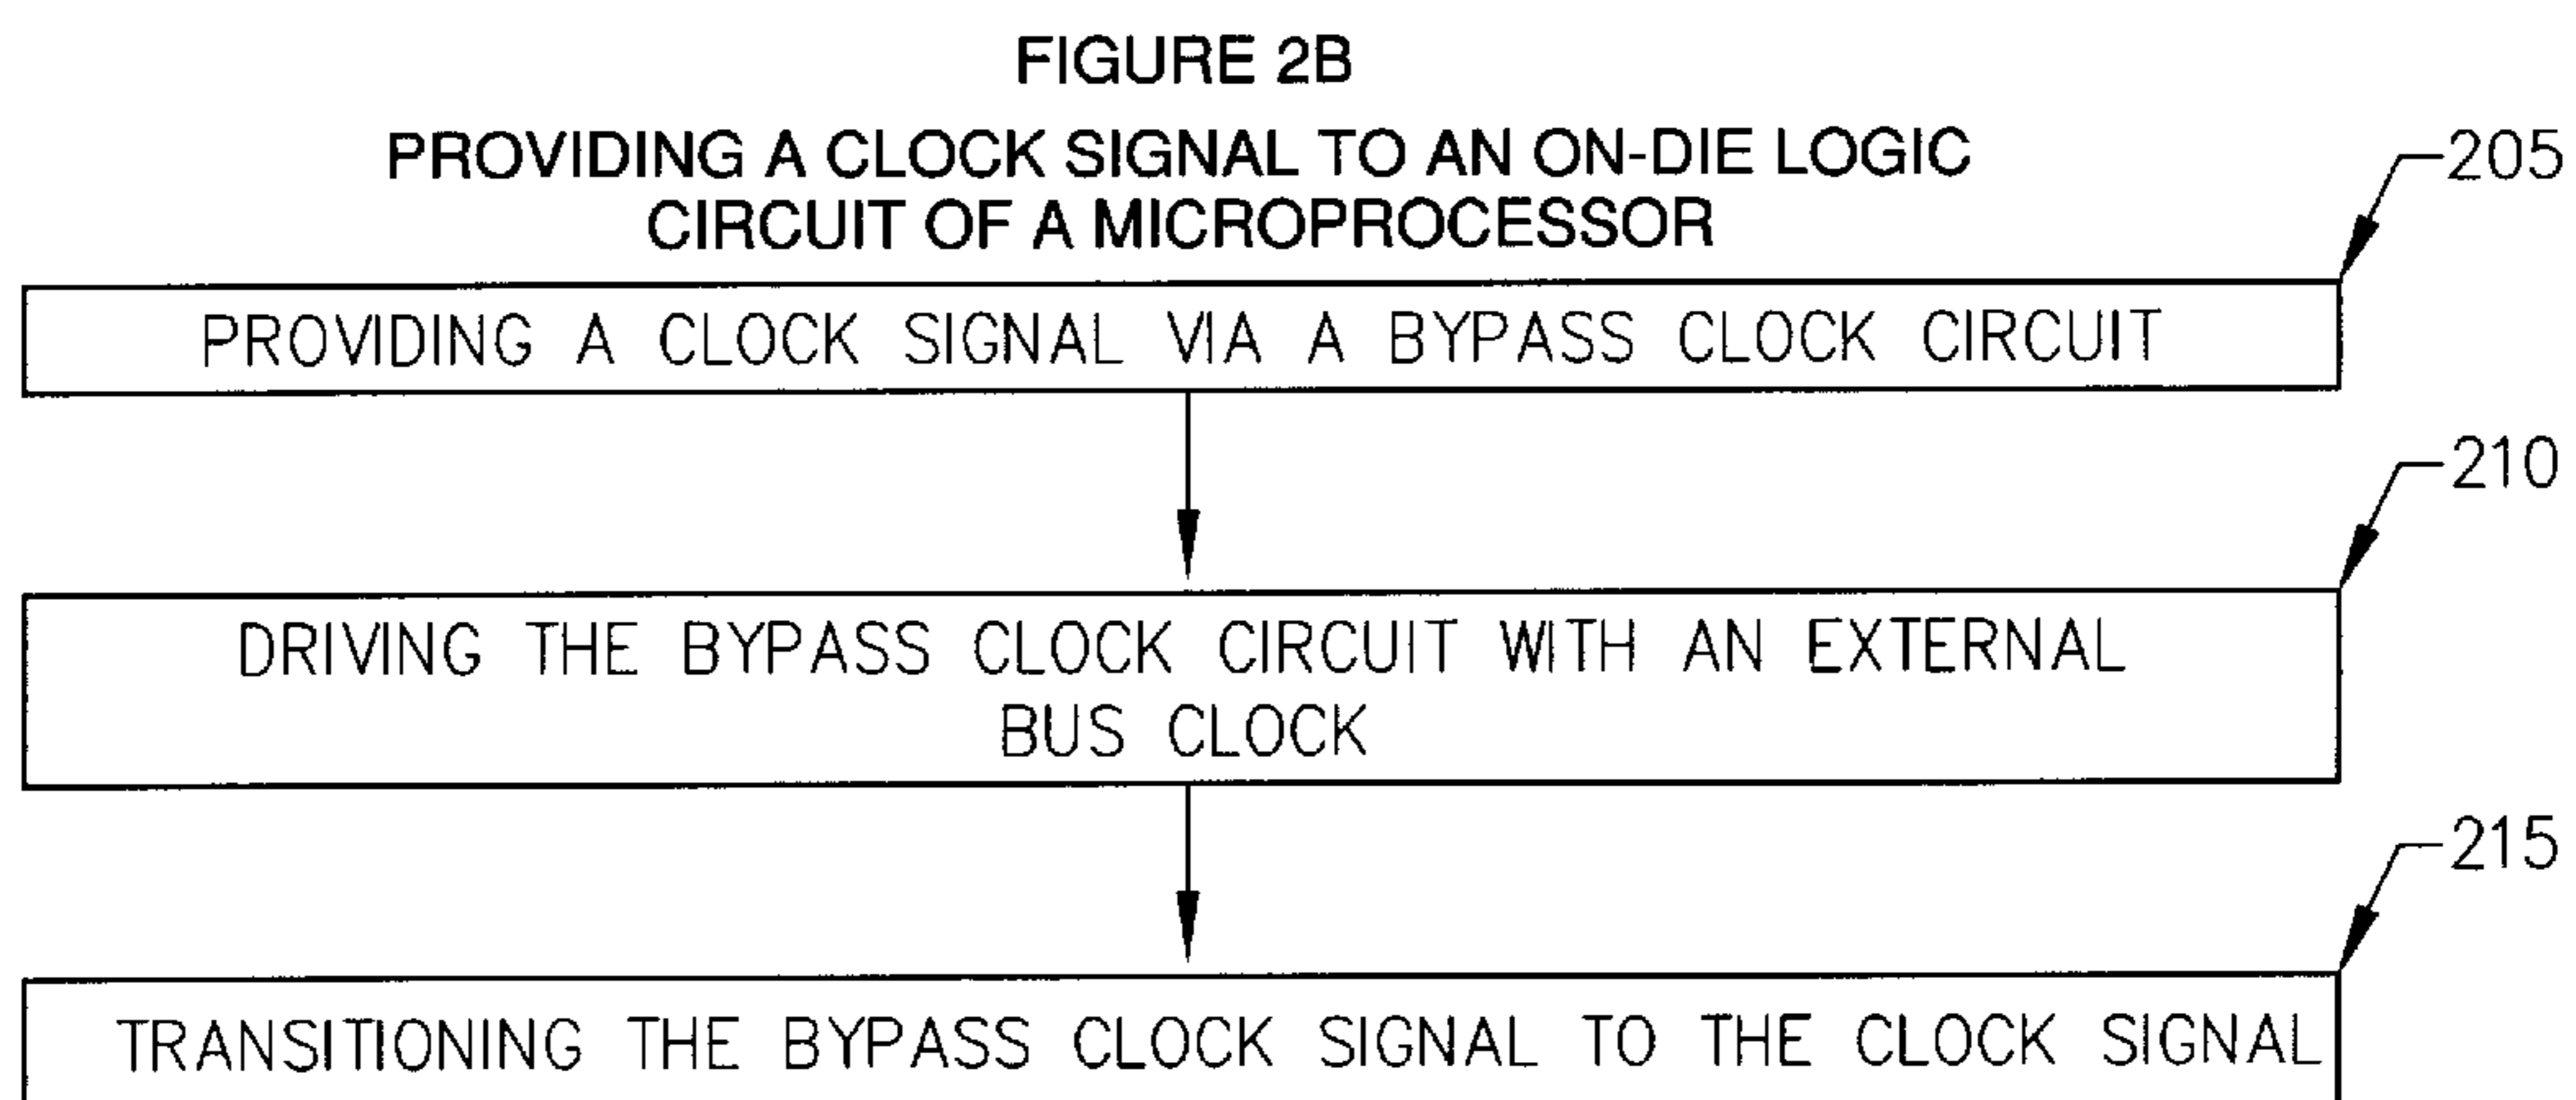 FIGURE 2B
PROVIDING A CLOCK SIGNAL TO AN ON-DIE LOGIC
CIRCUIT OF A MICROPROCESSOR
205
PROVIDING A CLOCK SIGNAL VIA A BYPASS CLOCK CIRCUIT
210
DRIVING THE BYPASS CLOCK CIRCUIT WITH AN EXTERNAL
BUS CLOCK
215
TRANSITIONING THE BYPASS CLOCK SIGNAL TO THE CLOCK SIGNAL